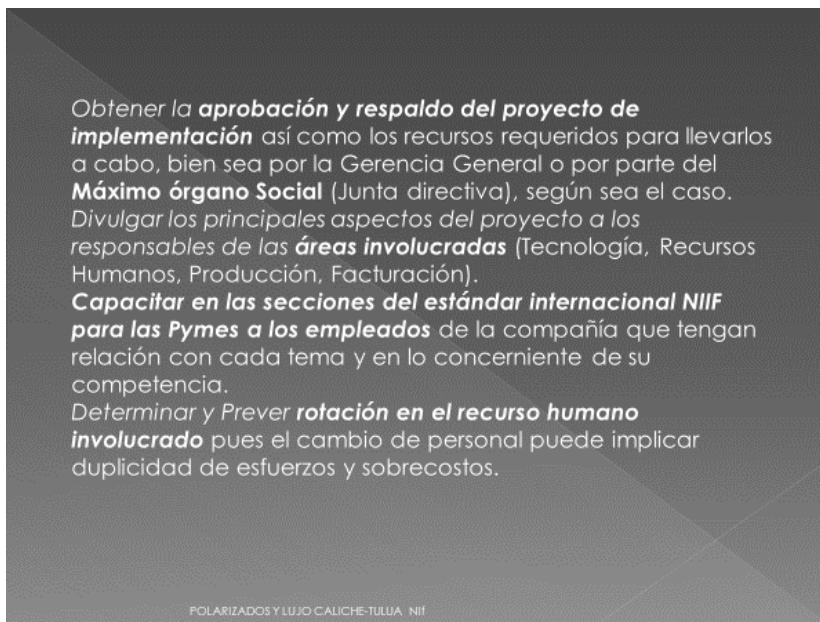 Obtener la aprobación y respaldo del proyecto de
implementación así como los recursos requeridos para llevarlos
a cabo, bien sea por la Gerencia General o por parte del
Máximo órgano Social (Junta directiva), según sea el caso.
Divulgar los principales aspectos del proyecto a los
responsables de las áreas involucradas (Tecnología, Recursos
Humanos, Producción, Facturación).
Capacitar en las secciones del estándar internacional NIIF
para las Pymes a los empleados de la compañía que tengan
relación con cada tema y en lo concerniente de su
competencia.
Determinar y Prever rotación en el recurso humano
involucrado pues el cambio de personal puede implicar
duplicidad de esfuerzos y sobrecostos.
POLARIZADOS Y LUJO CALICHE-TULUA NIf